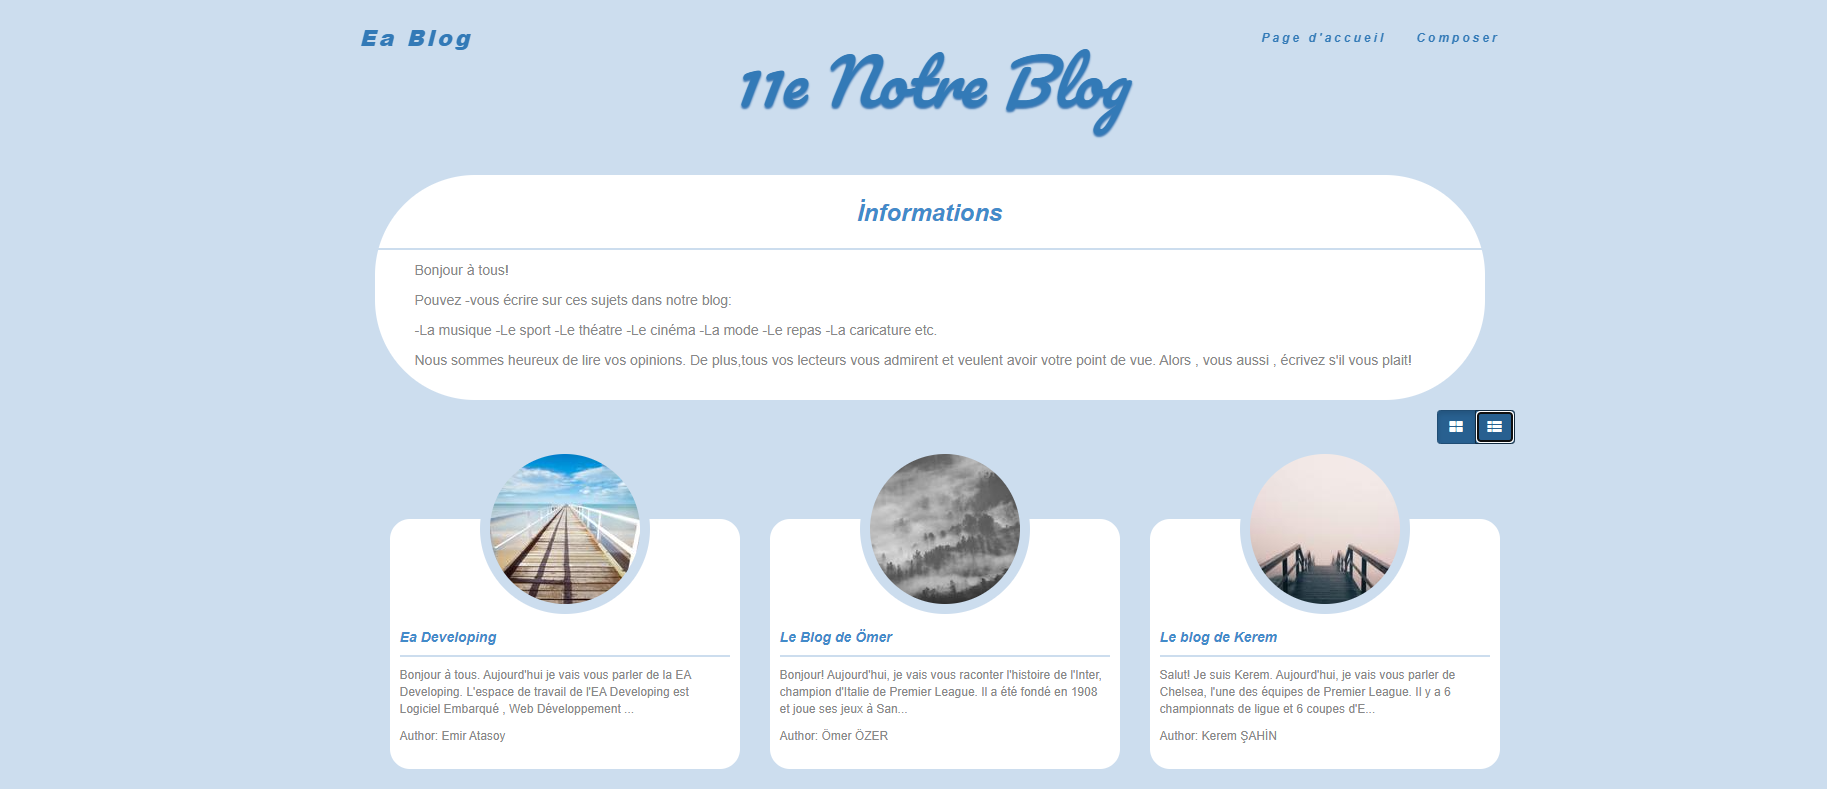 Ea Blog
Page d'accueil Composer
11e Notre Blog
İnformations
Bonjour à tous!
Pouvez -vous écrire sur ces sujets dans notre blog:
-La musique -Le sport -Le théatre -Le cinéma -La mode -Le repas -La caricature etc.
Nous sommes heureux de lire vos opinions. De plus,tous vos lecteurs vous admirent et veulent avoir votre point de vue. Alors , vous aussi , écrivez s'il vous plait!
Ea Developing
Bonjour à tous. Aujourd'hui je vais vous parler de la EA
Developing. L'espace de travail de l'EA Developing est
Logiciel Embarqué , Web Développement ...
Author: Emir Atasoy
Le Blog de Ömer
Bonjour! Aujourd'hui, je vais vous raconter l'histoire de l'Inter,
champion d'Italie de Premier League. Il a été fondé en 1908
et joue ses jeux à San...
Author: Ömer ÖZER
Le blog de Kerem
Salut! Je suis Kerem. Aujourd'hui, je vais vous parler de
Chelsea, l'une des équipes de Premier League. Il y a 6
championnats de ligue et 6 coupes d'E...
Author: Kerem ŞAHİN